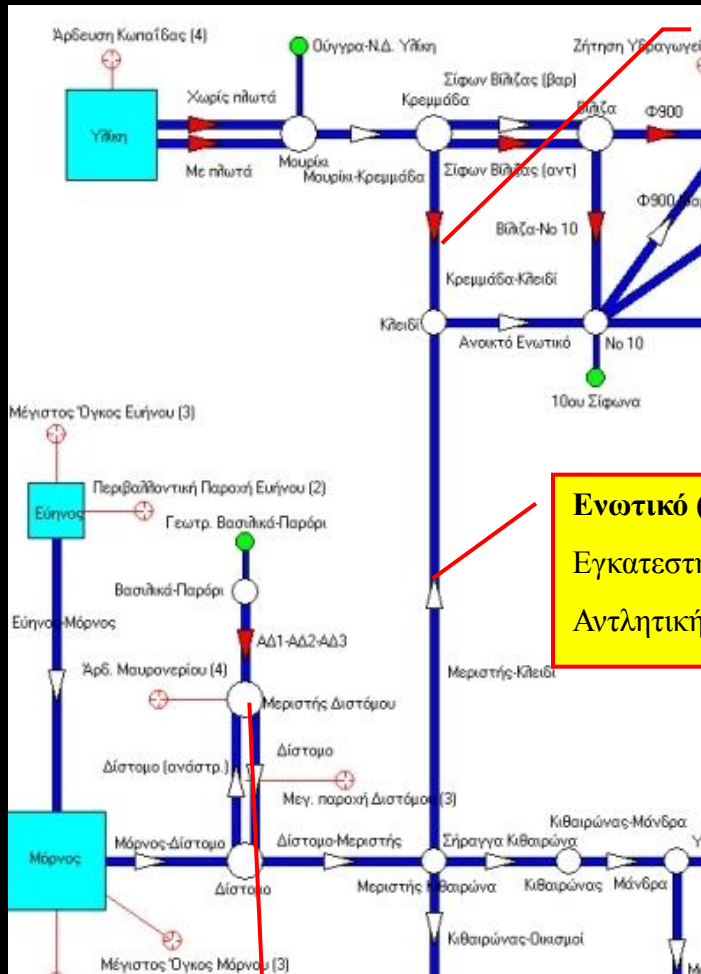 Άρδευση Κωπαΐδας (4)
Ούγγρα-Ν.Δ. Υλίκη
Ζήτηση Υδραγωγεί
Υλίκη
Χωρίς πλωτά
Με πλωτά
Μουρίκι
Μουρίκι-Κρεμμάδα
Κρεμμάδα
Σίφων Βίλιζας (βαρ)
Σίφων Βίλιζας (αντ)
Βίλιζα
Φ900
Φ900
Βίλιζα-Νο 10
Κρεμμάδα-Κλειδί
Κλειδί
Ανοικτό Ενωτικό
Νο 10
10ου Σίφωνα
Μέγιστος Όγκος Ευήνου (3)
Περιβαλλοντική Παροχή Ευήνου (2)
Εύηνος
Γεωτρ. Βασιλικά-Παρόρι
Βασιλικά-Παρόρι
Εύηνος-Μόρνος
ΑΔ1-ΑΔ2-ΑΔ3
Άρδ. Μαυρονερίου (4)
Μεριστής Διστόμου
Ενωτικό (
Εγκατεστη
Αντλητική
Μεριστής-Κλειδί
Δίστομο
Δίστομο (ανάστρ.)
Μεγ. παροχή Διστόμου (3)
Μόρνος
Μόρνος-Δίστομο
Δίστομο
Δίστομο-Μεριστής
Σήραγγα Κιθαιρώνα
Κιθαιρώνας-Μάνδρα
Μεριστής Κιθαιρώνα
Κιθαιρώνας
Μάνδρα
Κιθαιρώνας-Οικισμοί
Μέγιστος Όγκος Μόρνου (3)